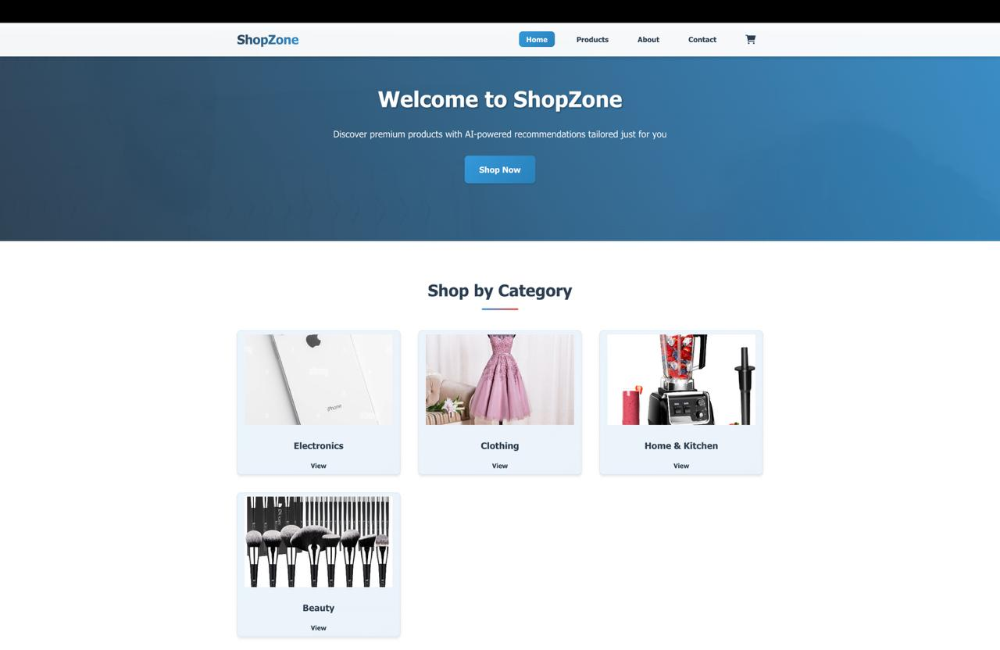 ShopZone
Home Products About Contact
Welcome to ShopZone
Discover premium products with AI-powered recommendations tailored just for you
Shop Now
Shop by Category
iPhone
Electronics
View
Clothing
View
Home & Kitchen
View
Beauty
View